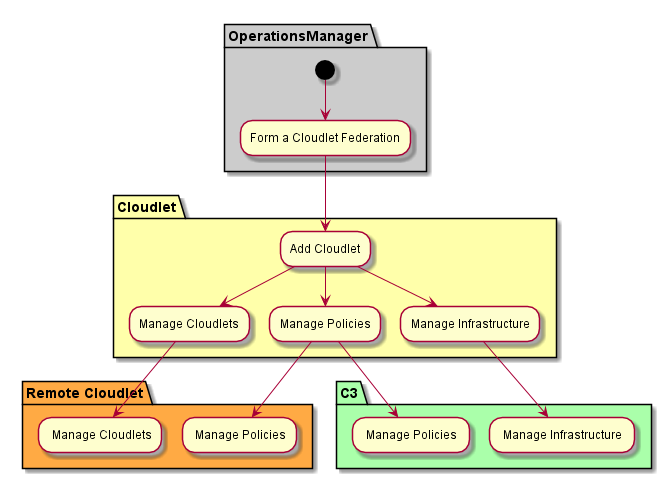 OperationsManager
Form a Cloudlet Federation
Cloudlet
Add Cloudlet
Manage Cloudlets
Manage Policies
Manage Infrastructure
Remote Cloudlet
Manage Cloudlets
Manage Policies
C3
Manage Policies
Manage Infrastructure